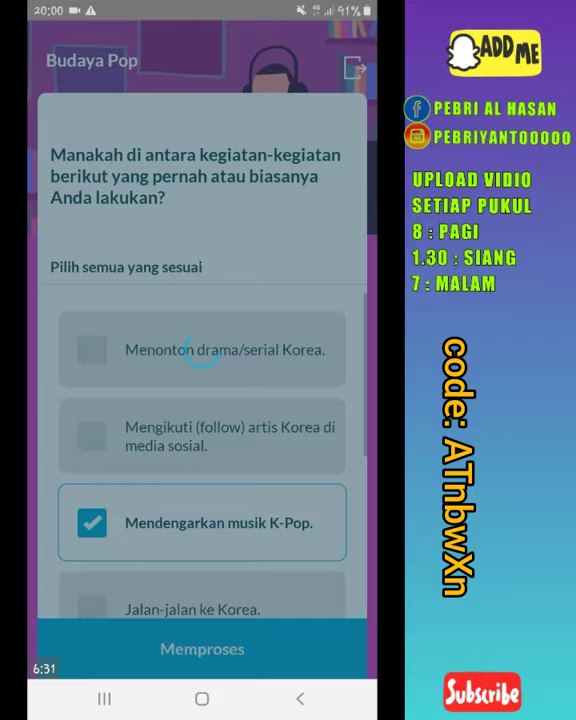 20:00
91%
Budaya Pop
Manakah di antara kegiatan-kegiatan
berikut yang pernah atau biasanya
Anda lakukan?
Pilih semua yang sesuai
Menonton drama/serial Korea.
Mengikuti (follow) artis Korea di
media sosial.
Mendengarkan musik K-Pop.
Jalan-jalan ke Korea.
Memproses
6:31
ADD
ME
PEBRI AL HASAN
PEBRIYANTO0000
UPLOAD VIDIO
SETIAP PUKUL
8 : PAGI
1.30 : SIANG
7 : MALAM
code: ATnbwXn
Subscribe